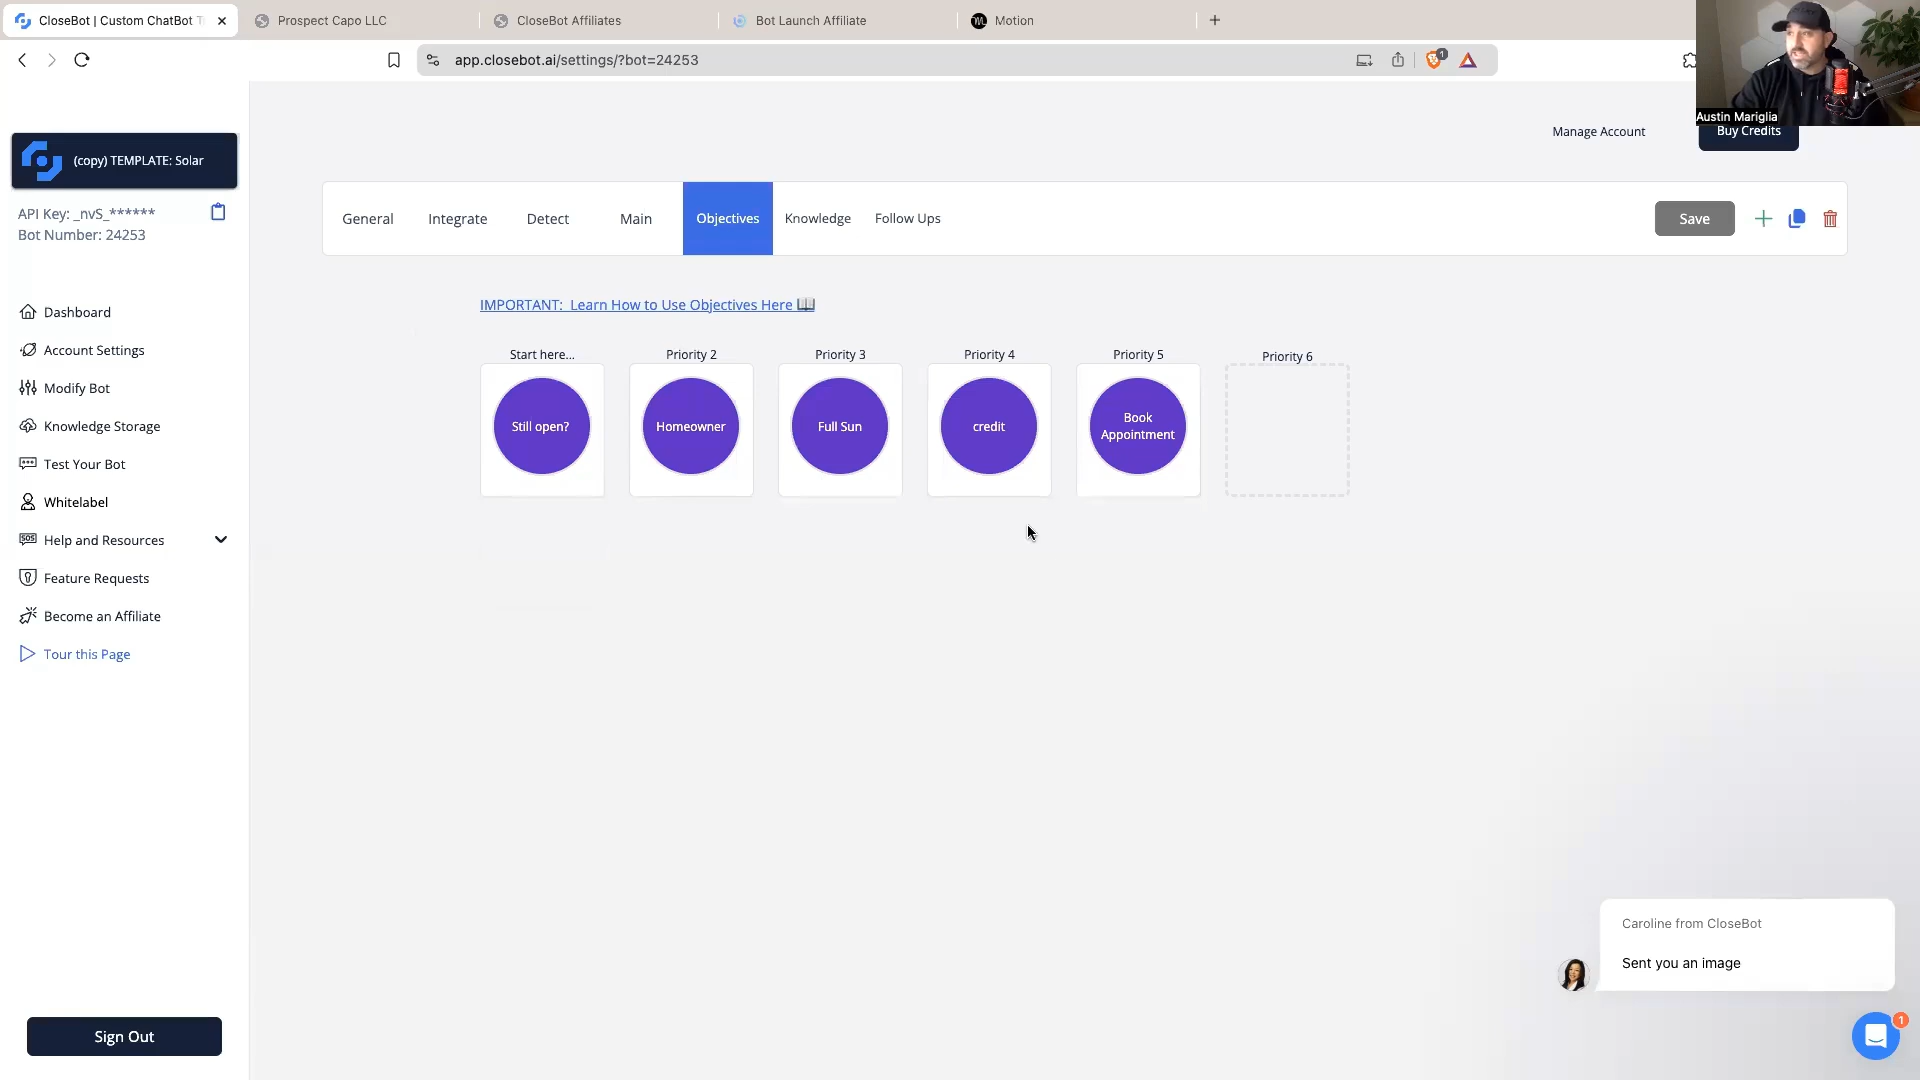 CloseBot | Custom ChatBot T
Prospect Capo LLC
CloseBot Affiliates
Bot Launch Affiliate
Motion
app.closebot.ai/settings/?bot=24253
1
Austin Mariglia
Manage Account
Buy Credits
(copy) TEMPLATE: Solar
API Key: _nvS_******
Bot Number: 24253
General
Integrate
Detect
Main
Objectives
Knowledge
Follow Ups
Save
IMPORTANT:  Learn How to Use Objectives Here
Dashboard
Account Settings
Modify Bot
Knowledge Storage
Test Your Bot
Whitelabel
SOS
Help and Resources
Feature Requests
Become an Affiliate
Tour this Page
Start here...
Priority 2
Priority 3
Priority 4
Priority 5
Priority 6
Still open?
Homeowner
Full Sun
credit
Book
Appointment
Caroline from CloseBot
Sent you an image
1
Sign Out